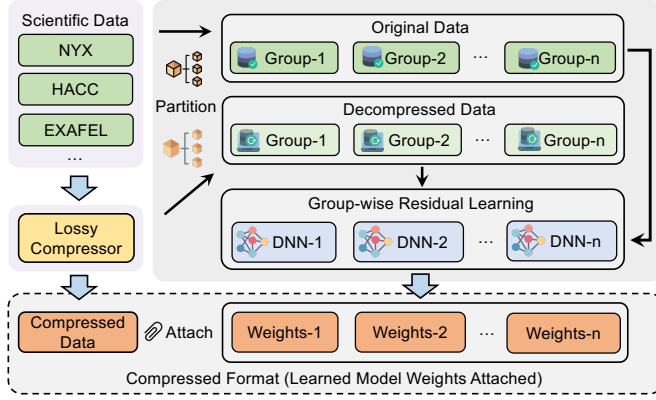 Scientific Data
NYX
HACC
EXAFEL
...
Lossy
Compressor
Compressed
Data
Attach
Partition
Original Data
Group-1
Group-2
...
Group-n
Decompressed Data
Group-1
Group-2
...
Group-n
Group-wise Residual Learning
DNN-1
DNN-2
...
DNN-n
Weights-1
Weights-2
...
Weights-n
Compressed Format (Learned Model Weights Attached)